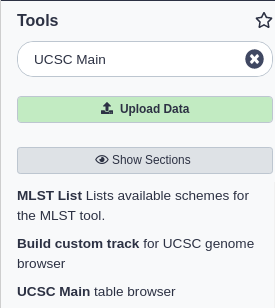 Tools
UCSC Main
Upload Data
Show Sections
MLST List Lists available schemes for
the MLST tool.
Build custom track for UCSC genome
browser
UCSC Main table browser